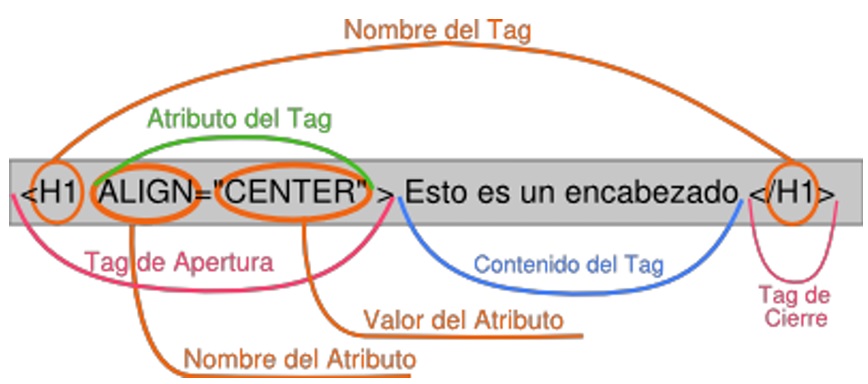 Nombre del Tag
Atributo del Tag
<H1 ALIGN="CENTER" > Esto es un encabezado </H1>
Tag de Apertura
Contenido del Tag
Tag de
Cierre
Valor del Atributo
Nombre del Atributo